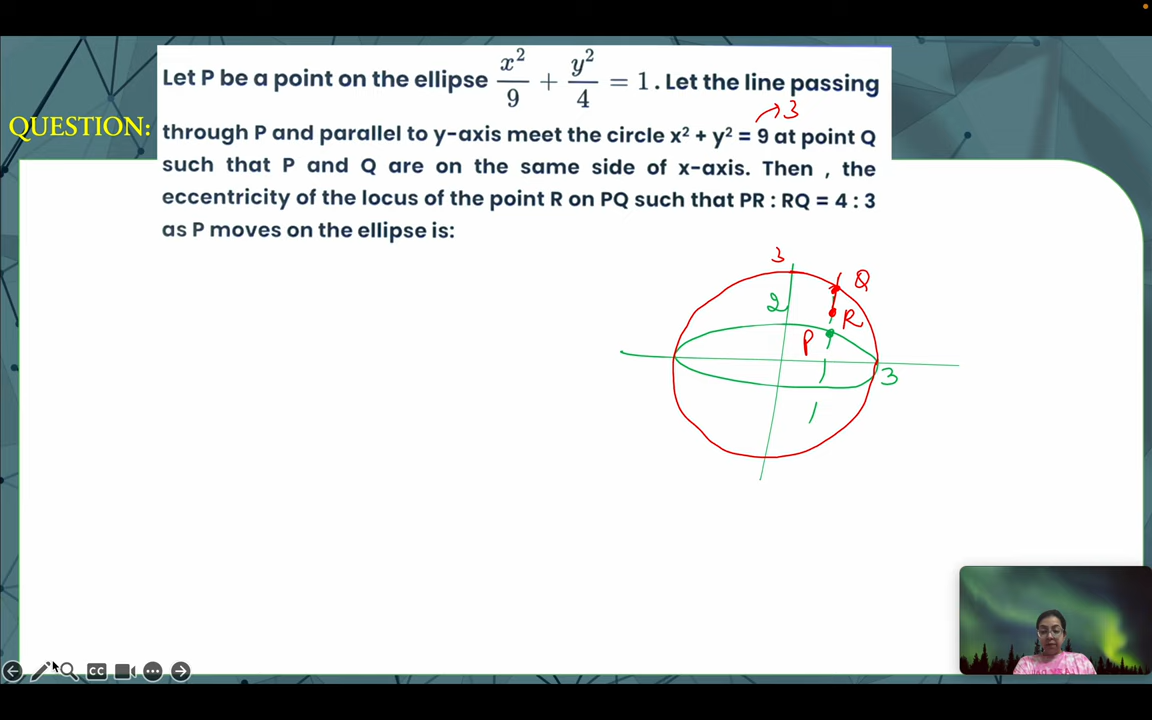 Let P be a point on the ellipse x²/9 + y²/4 = 1. Let the line passing
→ 3
QUESTION: through P and parallel to y-axis meet the circle x² + y² = 9 at point Q
such that P and Q are on the same side of x-axis. Then , the
eccentricity of the locus of the point R on PQ such that PR : RQ = 4 : 3
as P moves on the ellipse is:
3
Q
2
R
P
3
CC